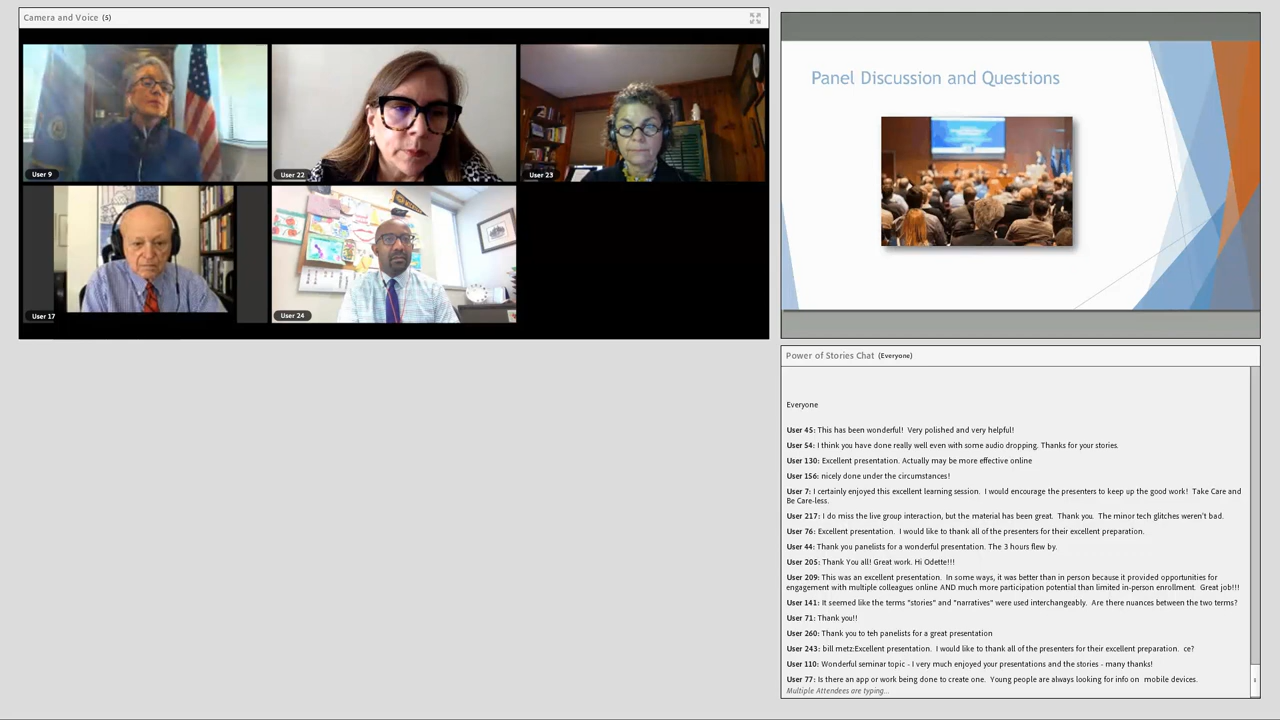 Camera and Voice (5)
User 9
User 22
User 23
User 17
User 24
Panel Discussion and Questions
Power of Stories Chat (Everyone)
Everyone
User 45: This has been wonderful!  Very polished and very helpful!
User 54: I think you have done really well even with some audio dropping. Thanks for your stories.
User 130: Excellent presentation. Actually may be more effective online
User 156: nicely done under the circumstances!
User 7: I certainly enjoyed this excellent learning session.  I would encourage the presenters to keep up the good work!  Take Care and
Be Care-less.
User 217: I do miss the live group interaction, but the material has been great.  Thank you.  The minor tech glitches weren't bad.
User 76: Excellent presentation.  I would like to thank all of the presenters for their excellent preparation.
User 44: Thank you panelists for a wonderful presentation. The 3 hours flew by.
User 205: Thank You all! Great work. Hi Odette!!!
User 209: This was an excellent presentation.  In some ways, it was better than in person because it provided opportunities for
engagement with multiple colleagues online AND much more participation potential than limited in-person enrollment.  Great job!!!
User 141: It seemed like the terms "stories" and "narratives" were used interchangeably.  Are there nuances between the two terms?
User 71: Thank you!!
User 260: Thank you to teh panelists for a great presentation
User 243: bill metz:Excellent presentation.  I would like to thank all of the presenters for their excellent preparation.  ce?
User 110: Wonderful seminar topic - I very much enjoyed your presentations and the stories - many thanks!
User 77: Is there an app or work being done to create one.  Young people are always looking for info on  mobile devices.
Multiple Attendees are typing...